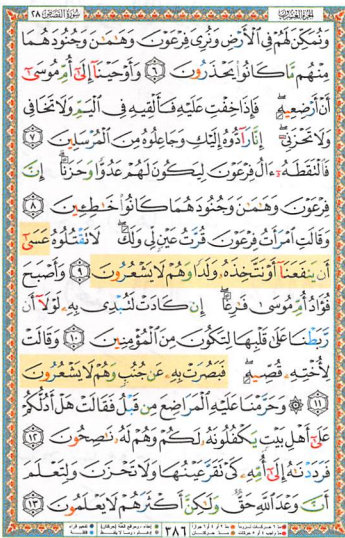 الجزء العشرون سورة القصص ٢٨
وَنُمَكِّنَ لَهُمْ فِي الْأَرْضِ وَنُرِيَ فِرْعَوْنَ وَهَامَانَ وَجُنُودَهُمَا
مِنْهُم مَّا كَانُوا يَحْذَرُونَ ٦ وَأَوْحَيْنَا إِلَىٰ أُمِّ مُوسَىٰ
أَنْ أَرْضِعِيهِ فَإِذَا خِفْتِ عَلَيْهِ فَأَلْقِيهِ فِي الْيَمِّ وَلَا تَخَافِي
وَلَا تَحْزَنِي إِنَّا رَادُّوهُ إِلَيْكِ وَجَاعِلُوهُ مِنَ الْمُرْسَلِينَ ٧
فَالْتَقَطَهُ ءَالُ فِرْعَوْنَ لِيَكُونَ لَهُمْ عَدُوًّا وَحَزَنًا إِنَّ
فِرْعَوْنَ وَهَامَانَ وَجُنُودَهُمَا كَانُوا خَاطِئِينَ ٨
وَقَالَتِ امْرَأَتُ فِرْعَوْنَ قُرَّتُ عَيْنٍ لِّي وَلَكَ لَا تَقْتُلُوهُ عَسَىٰ
أَن يَنفَعَنَا أَوْ نَتَّخِذَهُ وَلَدًا وَهُمْ لَا يَشْعُرُونَ ٩ وَأَصْبَحَ
فُؤَادُ أُمِّ مُوسَىٰ فَارِغًا إِن كَادَتْ لَتُبْدِي بِهِ لَوْلَا أَن
رَّبَطْنَا عَلَىٰ قَلْبِهَا لِتَكُونَ مِنَ الْمُؤْمِنِينَ ١٠ وَقَالَتْ
لِأُخْتِهِ قُصِّيهِ فَبَصُرَتْ بِهِ عَن جُنُبٍ وَهُمْ لَا يَشْعُرُونَ
١١ ۞ وَحَرَّمْنَا عَلَيْهِ الْمَرَاضِعَ مِن قَبْلُ فَقَالَتْ هَلْ أَدُلُّكُمْ
عَلَىٰ أَهْلِ بَيْتٍ يَكْفُلُونَهُ لَكُمْ وَهُمْ لَهُ نَاصِحُونَ ١٢
فَرَدَدْنَاهُ إِلَىٰ أُمِّهِ كَيْ تَقَرَّ عَيْنُهَا وَلَا تَحْزَنَ وَلِتَعْلَمَ
أَنَّ وَعْدَ اللَّهِ حَقٌّ وَلَٰكِنَّ أَكْثَرَهُمْ لَا يَعْلَمُونَ ١٣
٣٨٦